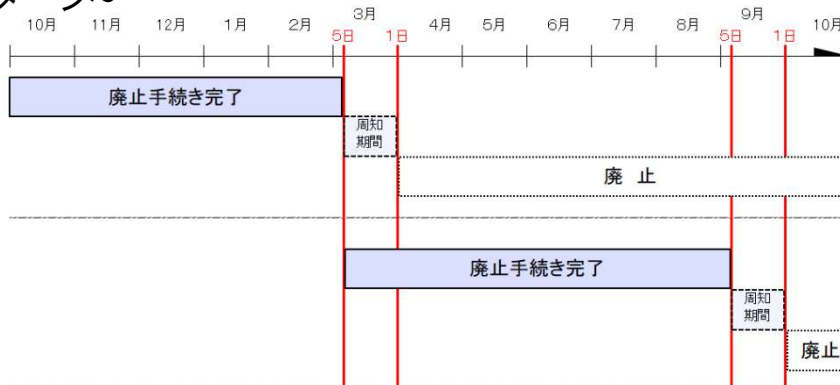 10月 11月 12月 1月 2月 3月 4月 5月 6月 7月 8月 9月 10月
5日 1日 5日 1日
廃止手続き完了
周知
期間
廃 止
廃止手続き完了
周知
期間
廃止